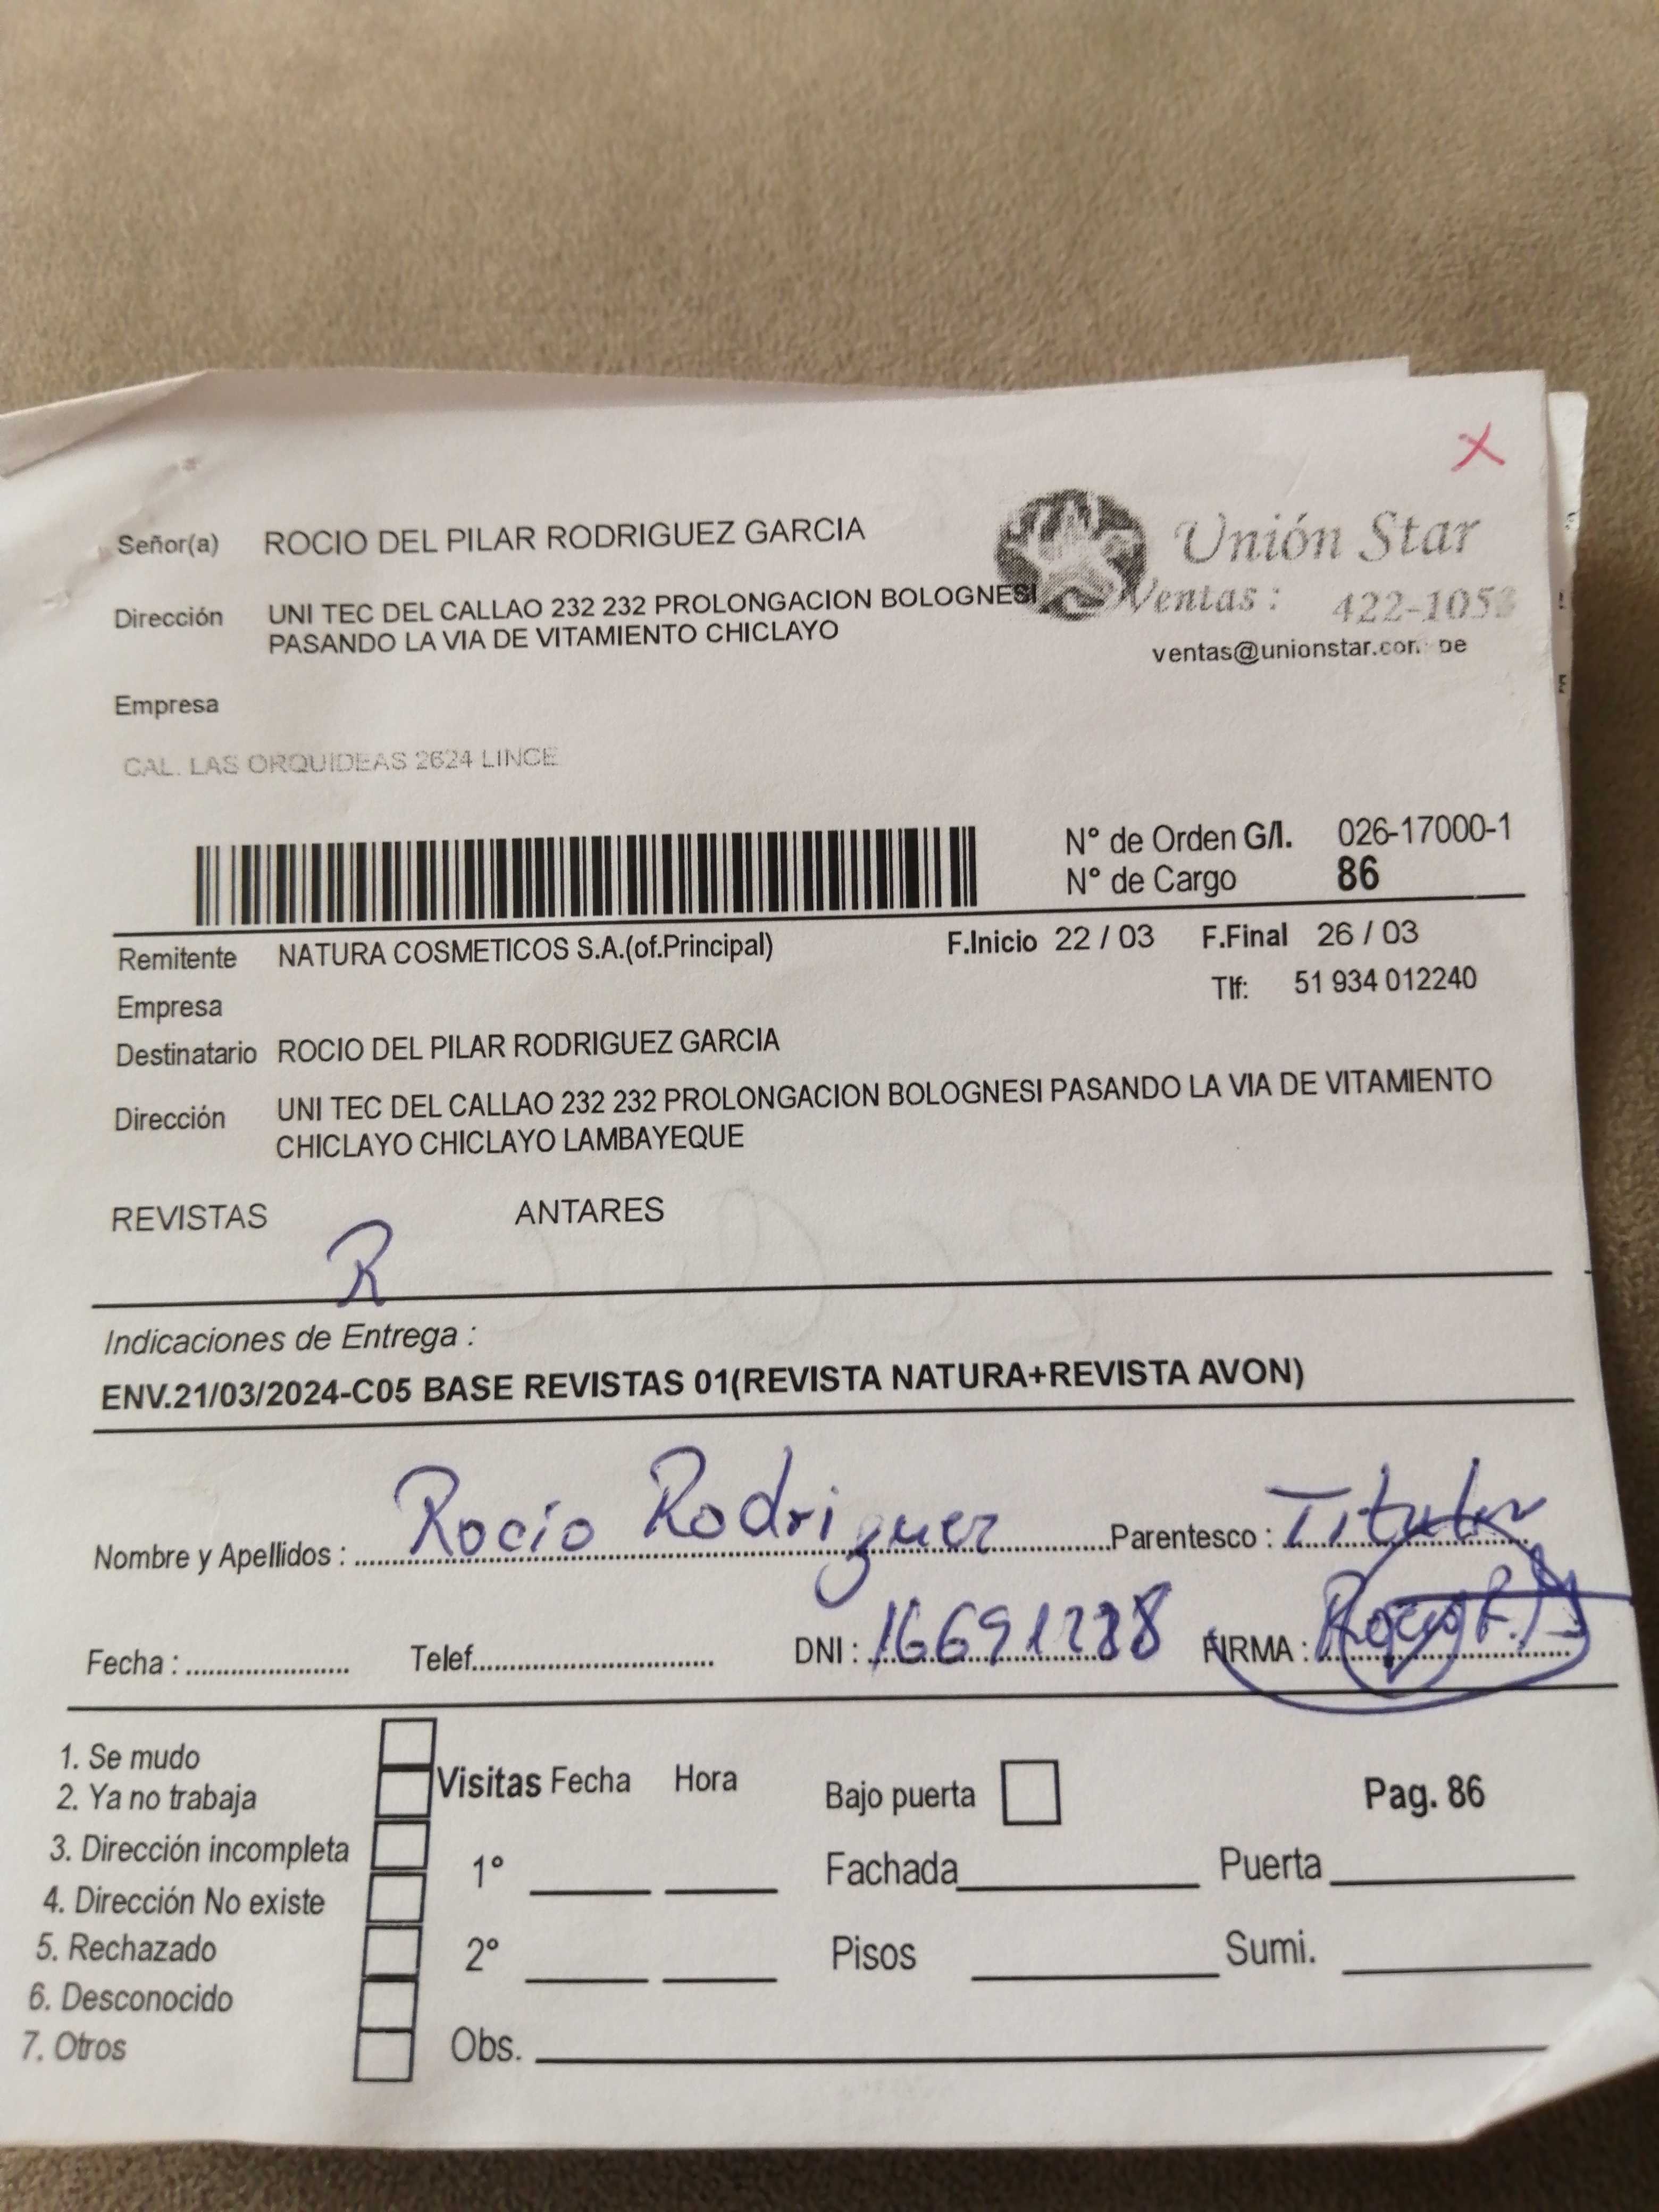 Señor(a) ROCIO DEL PILAR RODRIGUEZ GARCIA
Unión Star
Dirección UNI TEC DEL CALLAO 232 232 PROLONGACION BOLOGNESI
PASANDO LA VIA DE VITAMIENTO CHICLAYO
Ventas : 422-1053
ventas@unionstar.com.pe
Empresa
CAL. LAS ORQUIDEAS 2624 LINCE
N° de Orden G/I. 026-17000-1
N° de Cargo 86
Remitente NATURA COSMETICOS S.A.(of.Principal) F.Inicio 22 / 03 F.Final 26 / 03
Empresa Tlf: 51 934 012240
Destinatario ROCIO DEL PILAR RODRIGUEZ GARCIA
Dirección UNI TEC DEL CALLAO 232 232 PROLONGACION BOLOGNESI PASANDO LA VIA DE VITAMIENTO
CHICLAYO CHICLAYO LAMBAYEQUE
REVISTAS ANTARES
R
Indicaciones de Entrega :
ENV.21/03/2024-C05 BASE REVISTAS 01(REVISTA NATURA+REVISTA AVON)
Nombre y Apellidos : Rocío Rodriguez Parentesco : Titular
Fecha : Telef. DNI : 16691288 FIRMA :
1. Se mudo
2. Ya no trabaja
3. Dirección incompleta
4. Dirección No existe
5. Rechazado
6. Desconocido
7. Otros
Visitas Fecha Hora Bajo puerta Pag. 86
1° Fachada Puerta
2° Pisos Sumi.
Obs.